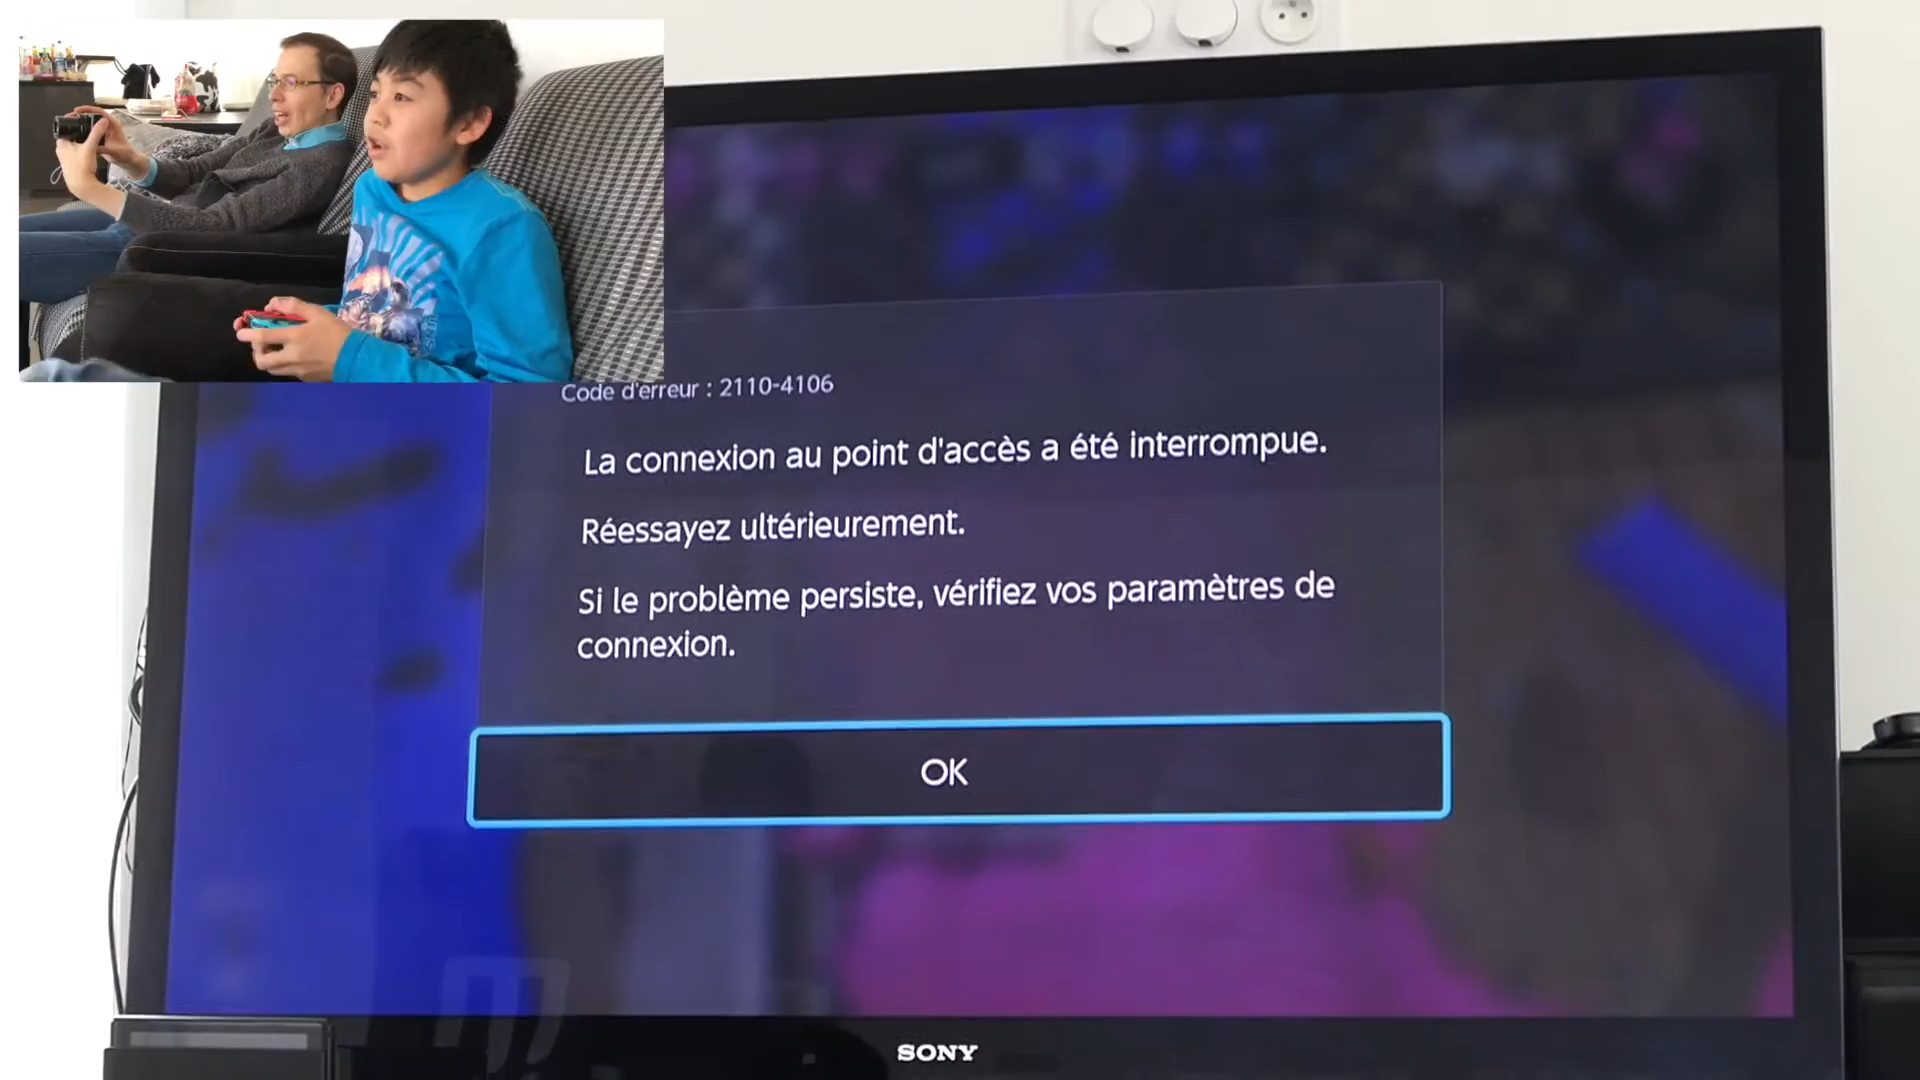 Code d'erreur : 2110-4106
La connexion au point d'accès a été interrompue.
Réessayez ultérieurement.
Si le problème persiste, vérifiez vos paramètres de
connexion.
OK
SONY